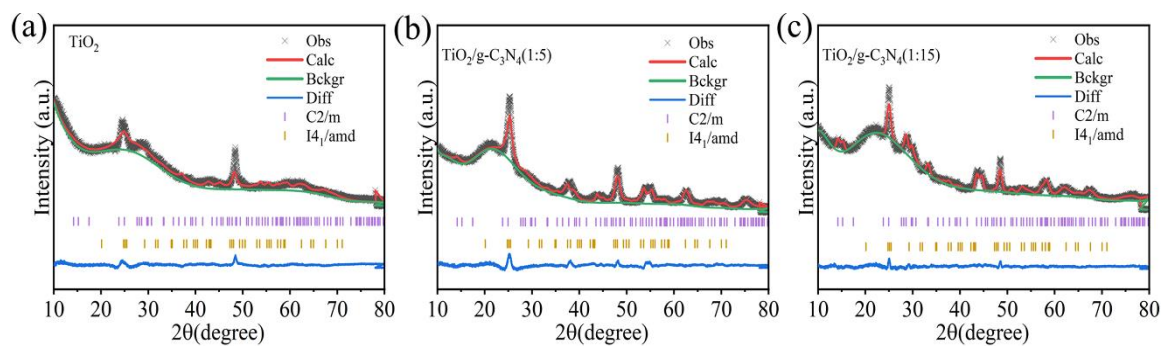 (a)
TiO₂
Obs
Calc
Bckgr
Diff
C2/m
I4₁/amd
Intensity (a.u.)
10 20 30 40 50 60 70 80
2θ(degree)
(b)
TiO₂/g-C₃N₄(1:5)
Obs
Calc
Bckgr
Diff
C2/m
I4₁/amd
Intensity (a.u.)
10 20 30 40 50 60 70 80
2θ(degree)
(c)
TiO₂/g-C₃N₄(1:15)
Obs
Calc
Bckgr
Diff
C2/m
I4₁/amd
Intensity (a.u.)
10 20 30 40 50 60 70 80
2θ(degree)